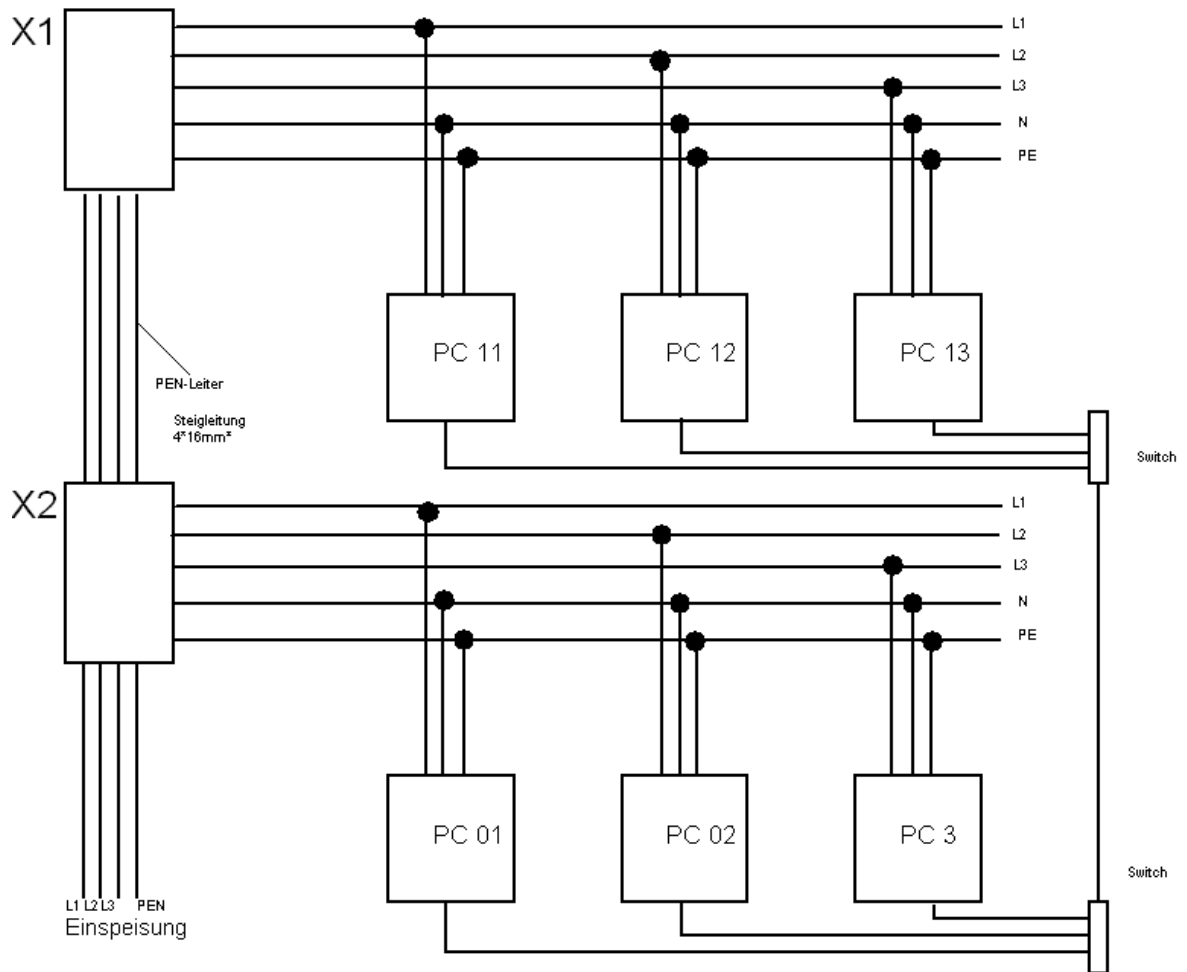 X1
L1
L2
L3
N
PE
PC 11
PC 12
PC 13
PEN-Leiter
Steigleitung
4*16mm*
Switch
X2
L1
L2
L3
N
PE
PC 01
PC 02
PC 3
Switch
L1 L2 L3 PEN
Einspeisung